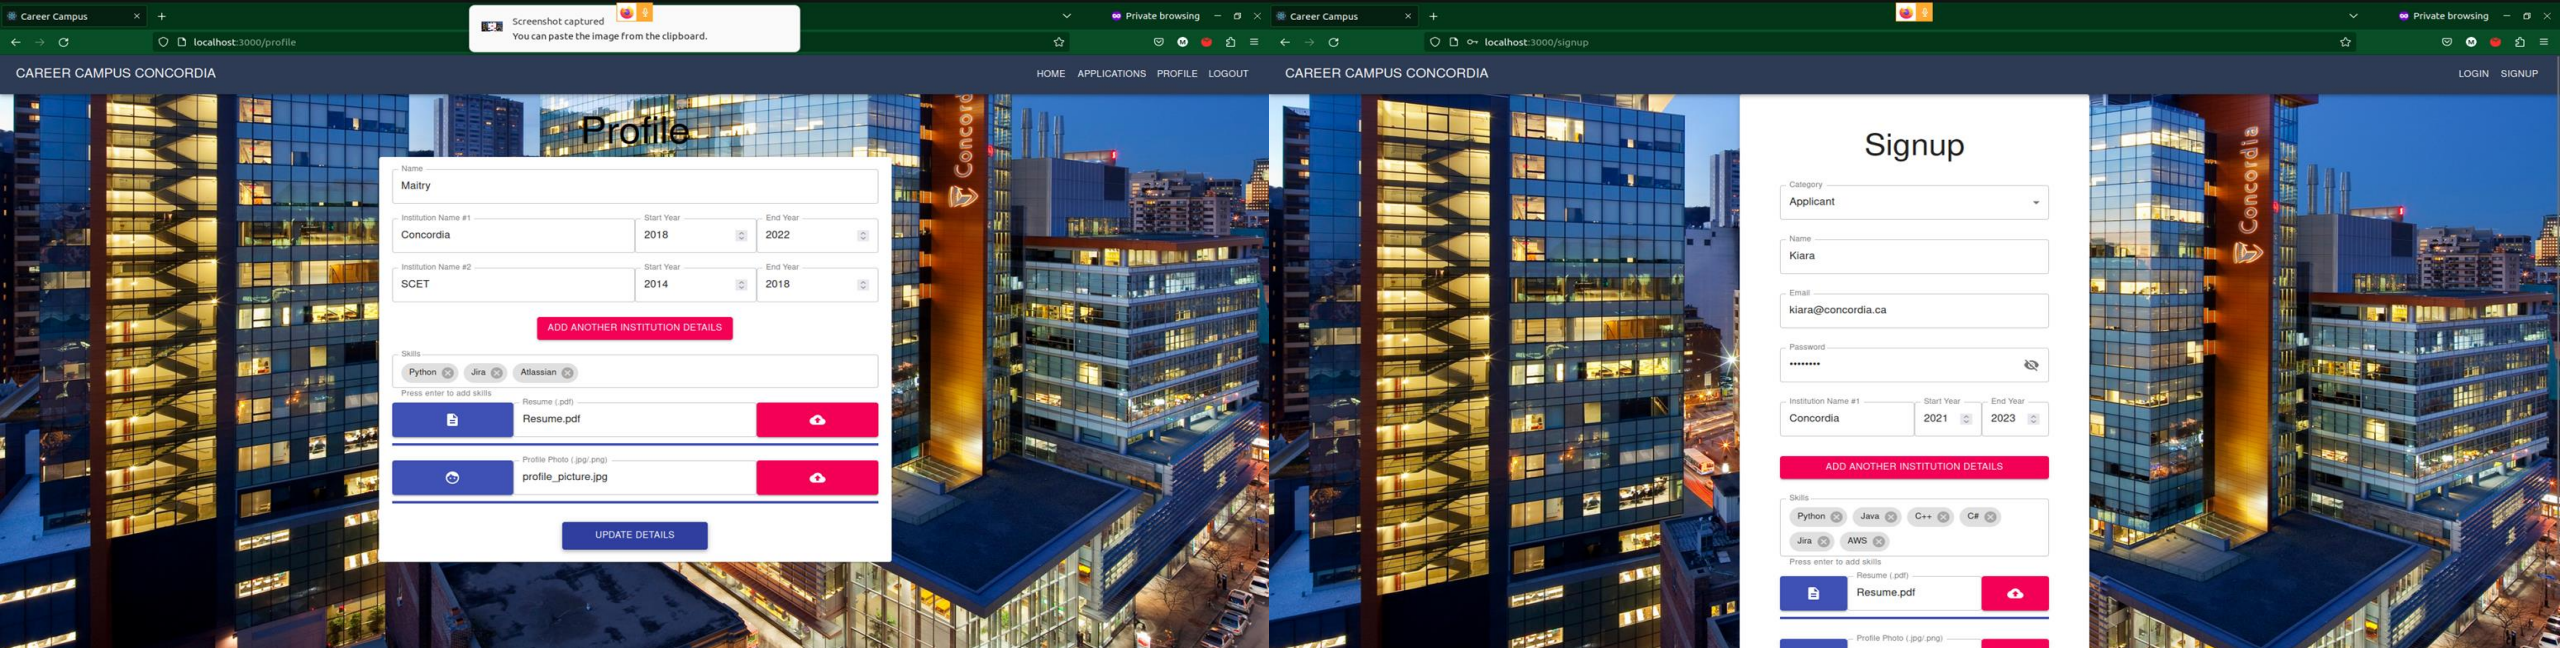 Career Campus
Screenshot captured
You can paste the image from the clipboard.
Private browsing
localhost:3000/profile
CAREER CAMPUS CONCORDIA
HOME APPLICATIONS PROFILE LOGOUT
Profile
Concordia
Name
Maitry
Institution Name #1 Start Year End Year
Concordia 2018 2022
Institution Name #2 Start Year End Year
SCET 2014 2018
ADD ANOTHER INSTITUTION DETAILS
Skills
Python Jira Atlassian
Press enter to add skills
Resume (.pdf)
Resume.pdf
Profile Photo (.jpg/.png)
profile_picture.jpg
UPDATE DETAILS
Career Campus
Private browsing
localhost:3000/signup
CAREER CAMPUS CONCORDIA
LOGIN SIGNUP
Signup
Concordia
Category
Applicant
Name
Kiara
Email
kiara@concordia.ca
Password
••••••••
Institution Name #1 Start Year End Year
Concordia 2021 2023
ADD ANOTHER INSTITUTION DETAILS
Skills
Python Java C++ C#
Jira AWS
Press enter to add skills
Resume (.pdf)
Resume.pdf
Profile Photo (.jpg/.png)